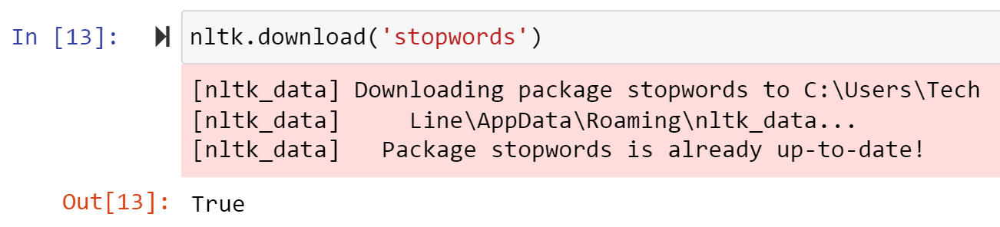 In [13]: nltk.download('stopwords')
[nltk_data] Downloading package stopwords to C:\Users\Tech
[nltk_data]     Line\AppData\Roaming\nltk_data...
[nltk_data]   Package stopwords is already up-to-date!
Out[13]: True